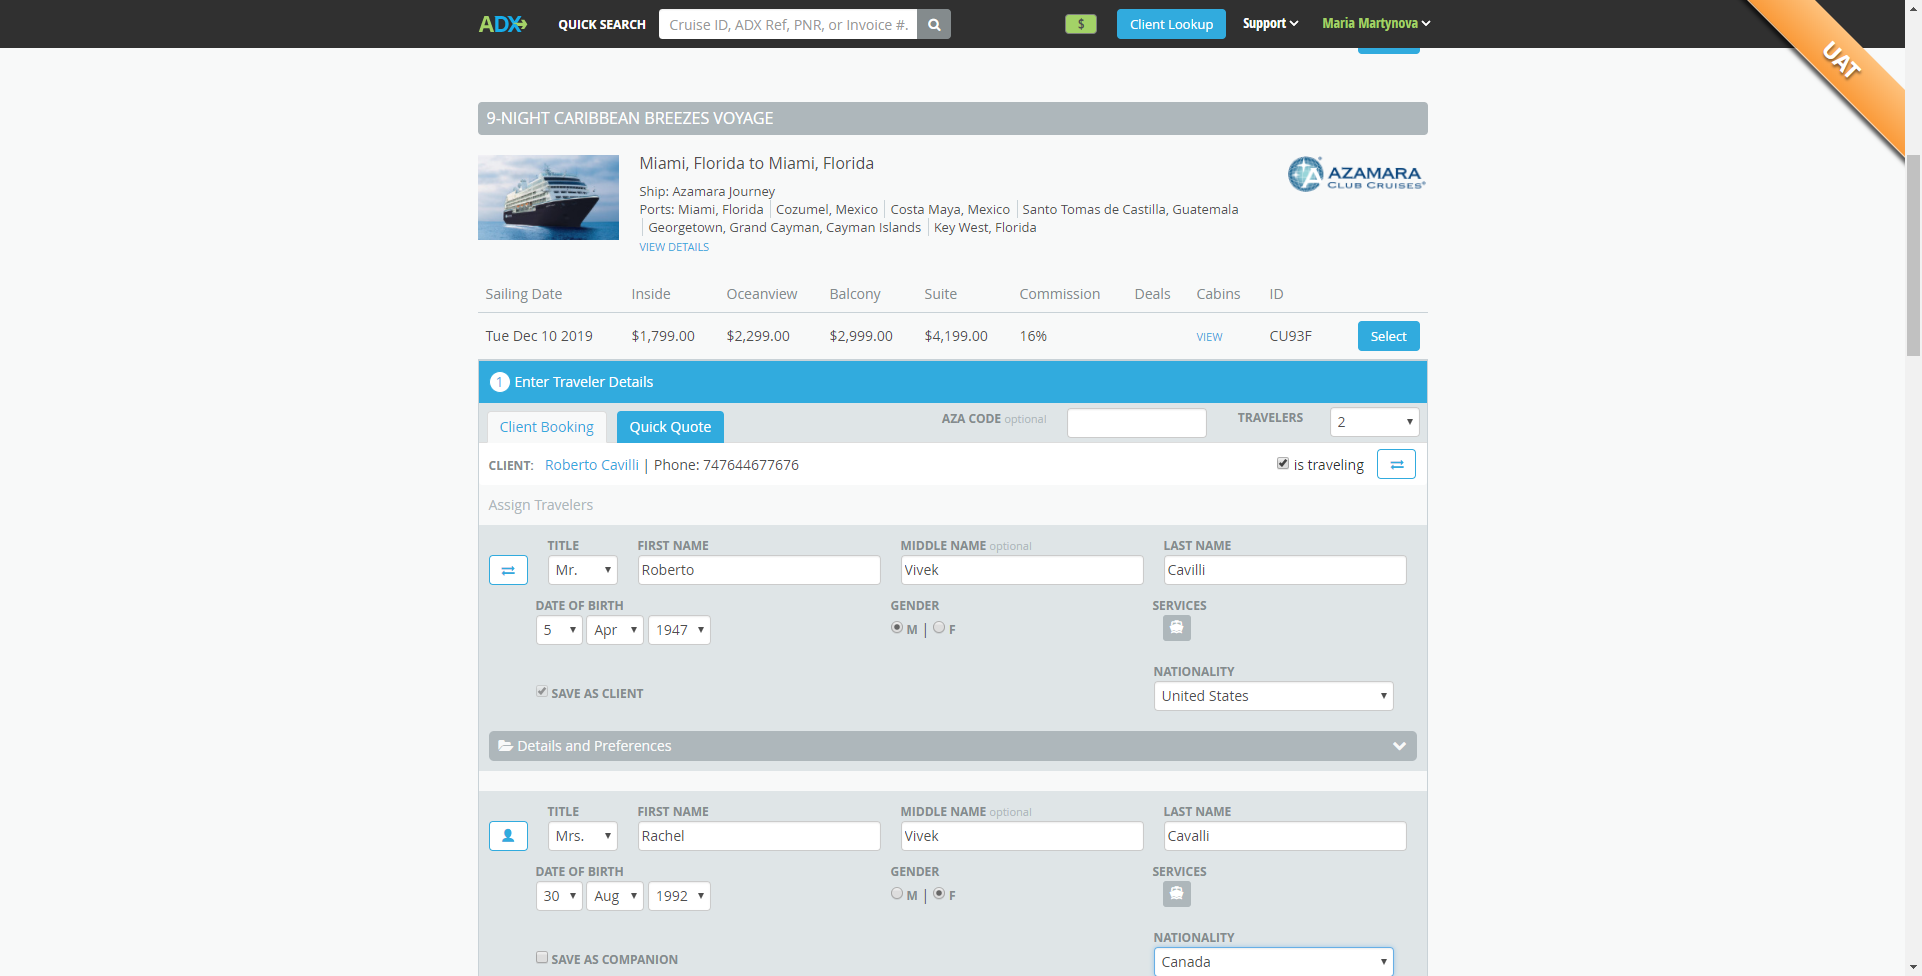 ADX QUICK SEARCH Cruise ID, ADX Ref, PNR, or Invoice #. $ Client Lookup Support Maria Martynova
UAT
9-NIGHT CARIBBEAN BREEZES VOYAGE
Miami, Florida to Miami, Florida
AZAMARA
CLUB CRUISES®
Ship: Azamara Journey
Ports: Miami, Florida Cozumel, Mexico Costa Maya, Mexico Santo Tomas de Castilla, Guatemala
Georgetown, Grand Cayman, Cayman Islands Key West, Florida
VIEW DETAILS
Sailing Date Inside Oceanview Balcony Suite Commission Deals Cabins ID
Tue Dec 10 2019 $1,799.00 $2,299.00 $2,999.00 $4,199.00 16% VIEW CU93F Select
1 Enter Traveler Details
Client Booking Quick Quote AZA CODE optional TRAVELERS 2
CLIENT: Roberto Cavilli | Phone: 747644677676 is traveling
Assign Travelers
TITLE FIRST NAME MIDDLE NAME optional LAST NAME
Mr. Roberto Vivek Cavilli
DATE OF BIRTH GENDER SERVICES
5 Apr 1947 M | F
NATIONALITY
SAVE AS CLIENT United States
Details and Preferences
TITLE FIRST NAME MIDDLE NAME optional LAST NAME
Mrs. Rachel Vivek Cavalli
DATE OF BIRTH GENDER SERVICES
30 Aug 1992 M | F
NATIONALITY
SAVE AS COMPANION Canada